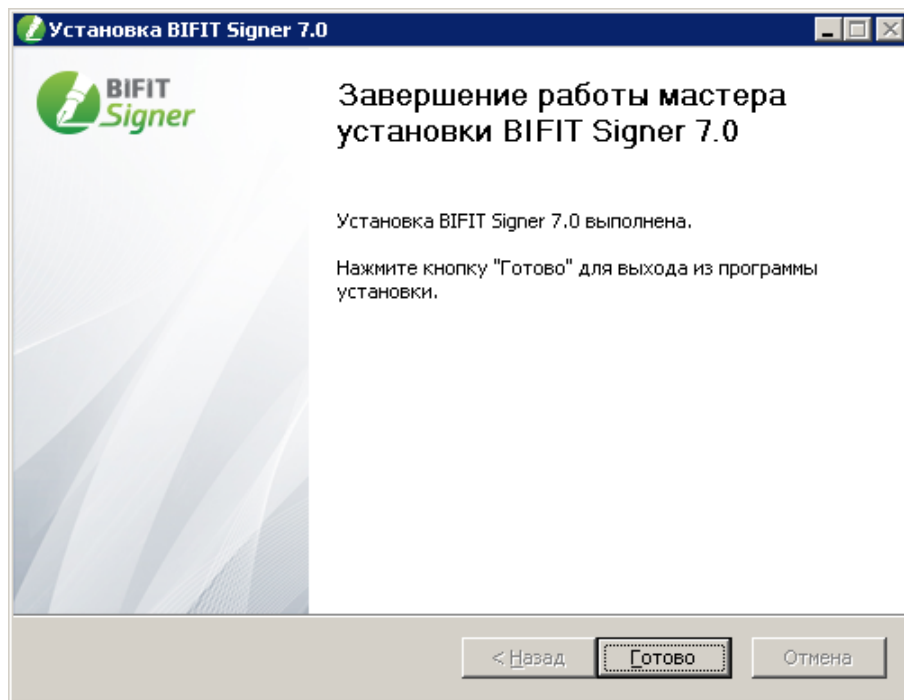 Установка BIFIT Signer 7.0
BIFIT
Signer
Завершение работы мастера
установки BIFIT Signer 7.0
Установка BIFIT Signer 7.0 выполнена.
Нажмите кнопку "Готово" для выхода из программы
установки.
< Назад
Готово
Отмена